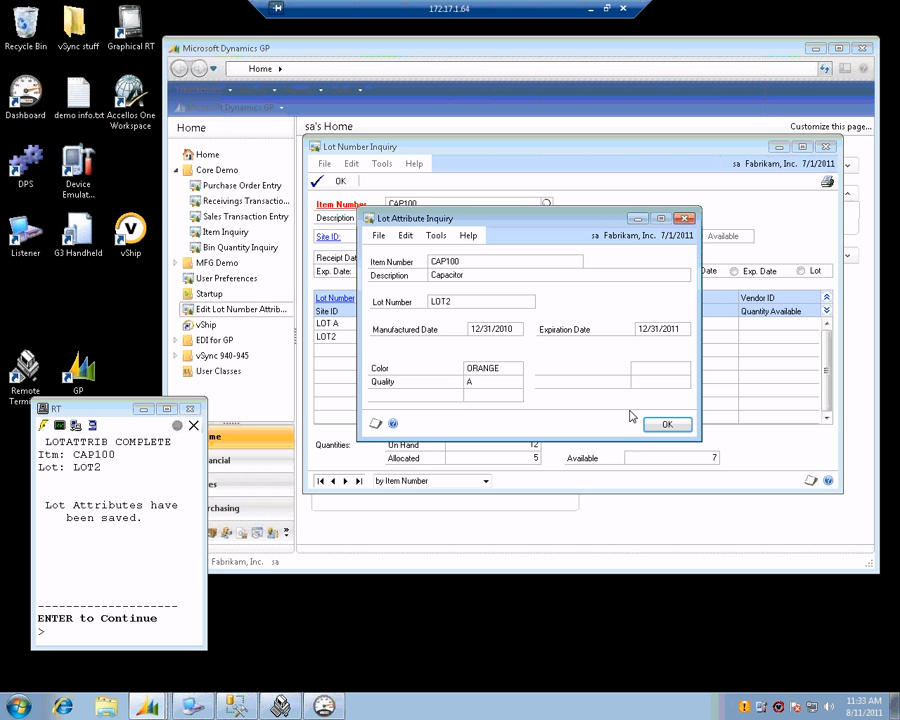 172.17.1.64
Recycle Bin
vSync stuff
Graphical RT
Dashboard
demo info.txt
Accellos One
Workspace
DPS
Device
Emulat...
Listener
G3 Handheld
vShip
Remote
Termin...
GP
Microsoft Dynamics GP
Home
Microsoft Dynamics GP
Home
sa's Home
Customize this page...
Home
Core Demo
Purchase Order Entry
Receivings Transactio...
Sales Transaction Entry
Item Inquiry
Bin Quantity Inquiry
MFG Demo
User Preferences
Startup
Edit Lot Number Attrib...
vShip
EDI for GP
vSync 940-945
User Classes
Fabrikam, Inc. sa
Lot Number Inquiry
File Edit Tools Help
sa Fabrikam, Inc. 7/1/2011
OK
Item Number CAP100
Description
Site ID:
Available
Receipt Dat
Exp. Date:
Date Exp. Date Lot
Lot Number
Vendor ID
Site ID
Quantity Available
LOT A
LOT2
Quantities: On Hand 12
Allocated 5 Available 7
by Item Number
Lot Attribute Inquiry
File Edit Tools Help
sa Fabrikam, Inc. 7/1/2011
Item Number CAP100
Description Capacitor
Lot Number LOT2
Manufactured Date 12/31/2010 Expiration Date 12/31/2011
Color ORANGE
Quality A
OK
RT
LOTATTRIB COMPLETE
Itm: CAP100
Lot: LOT2
Lot Attributes have
been saved.
--------------------
ENTER to Continue
>
me
ancial
es
rchasing
11:33 AM
8/11/2011